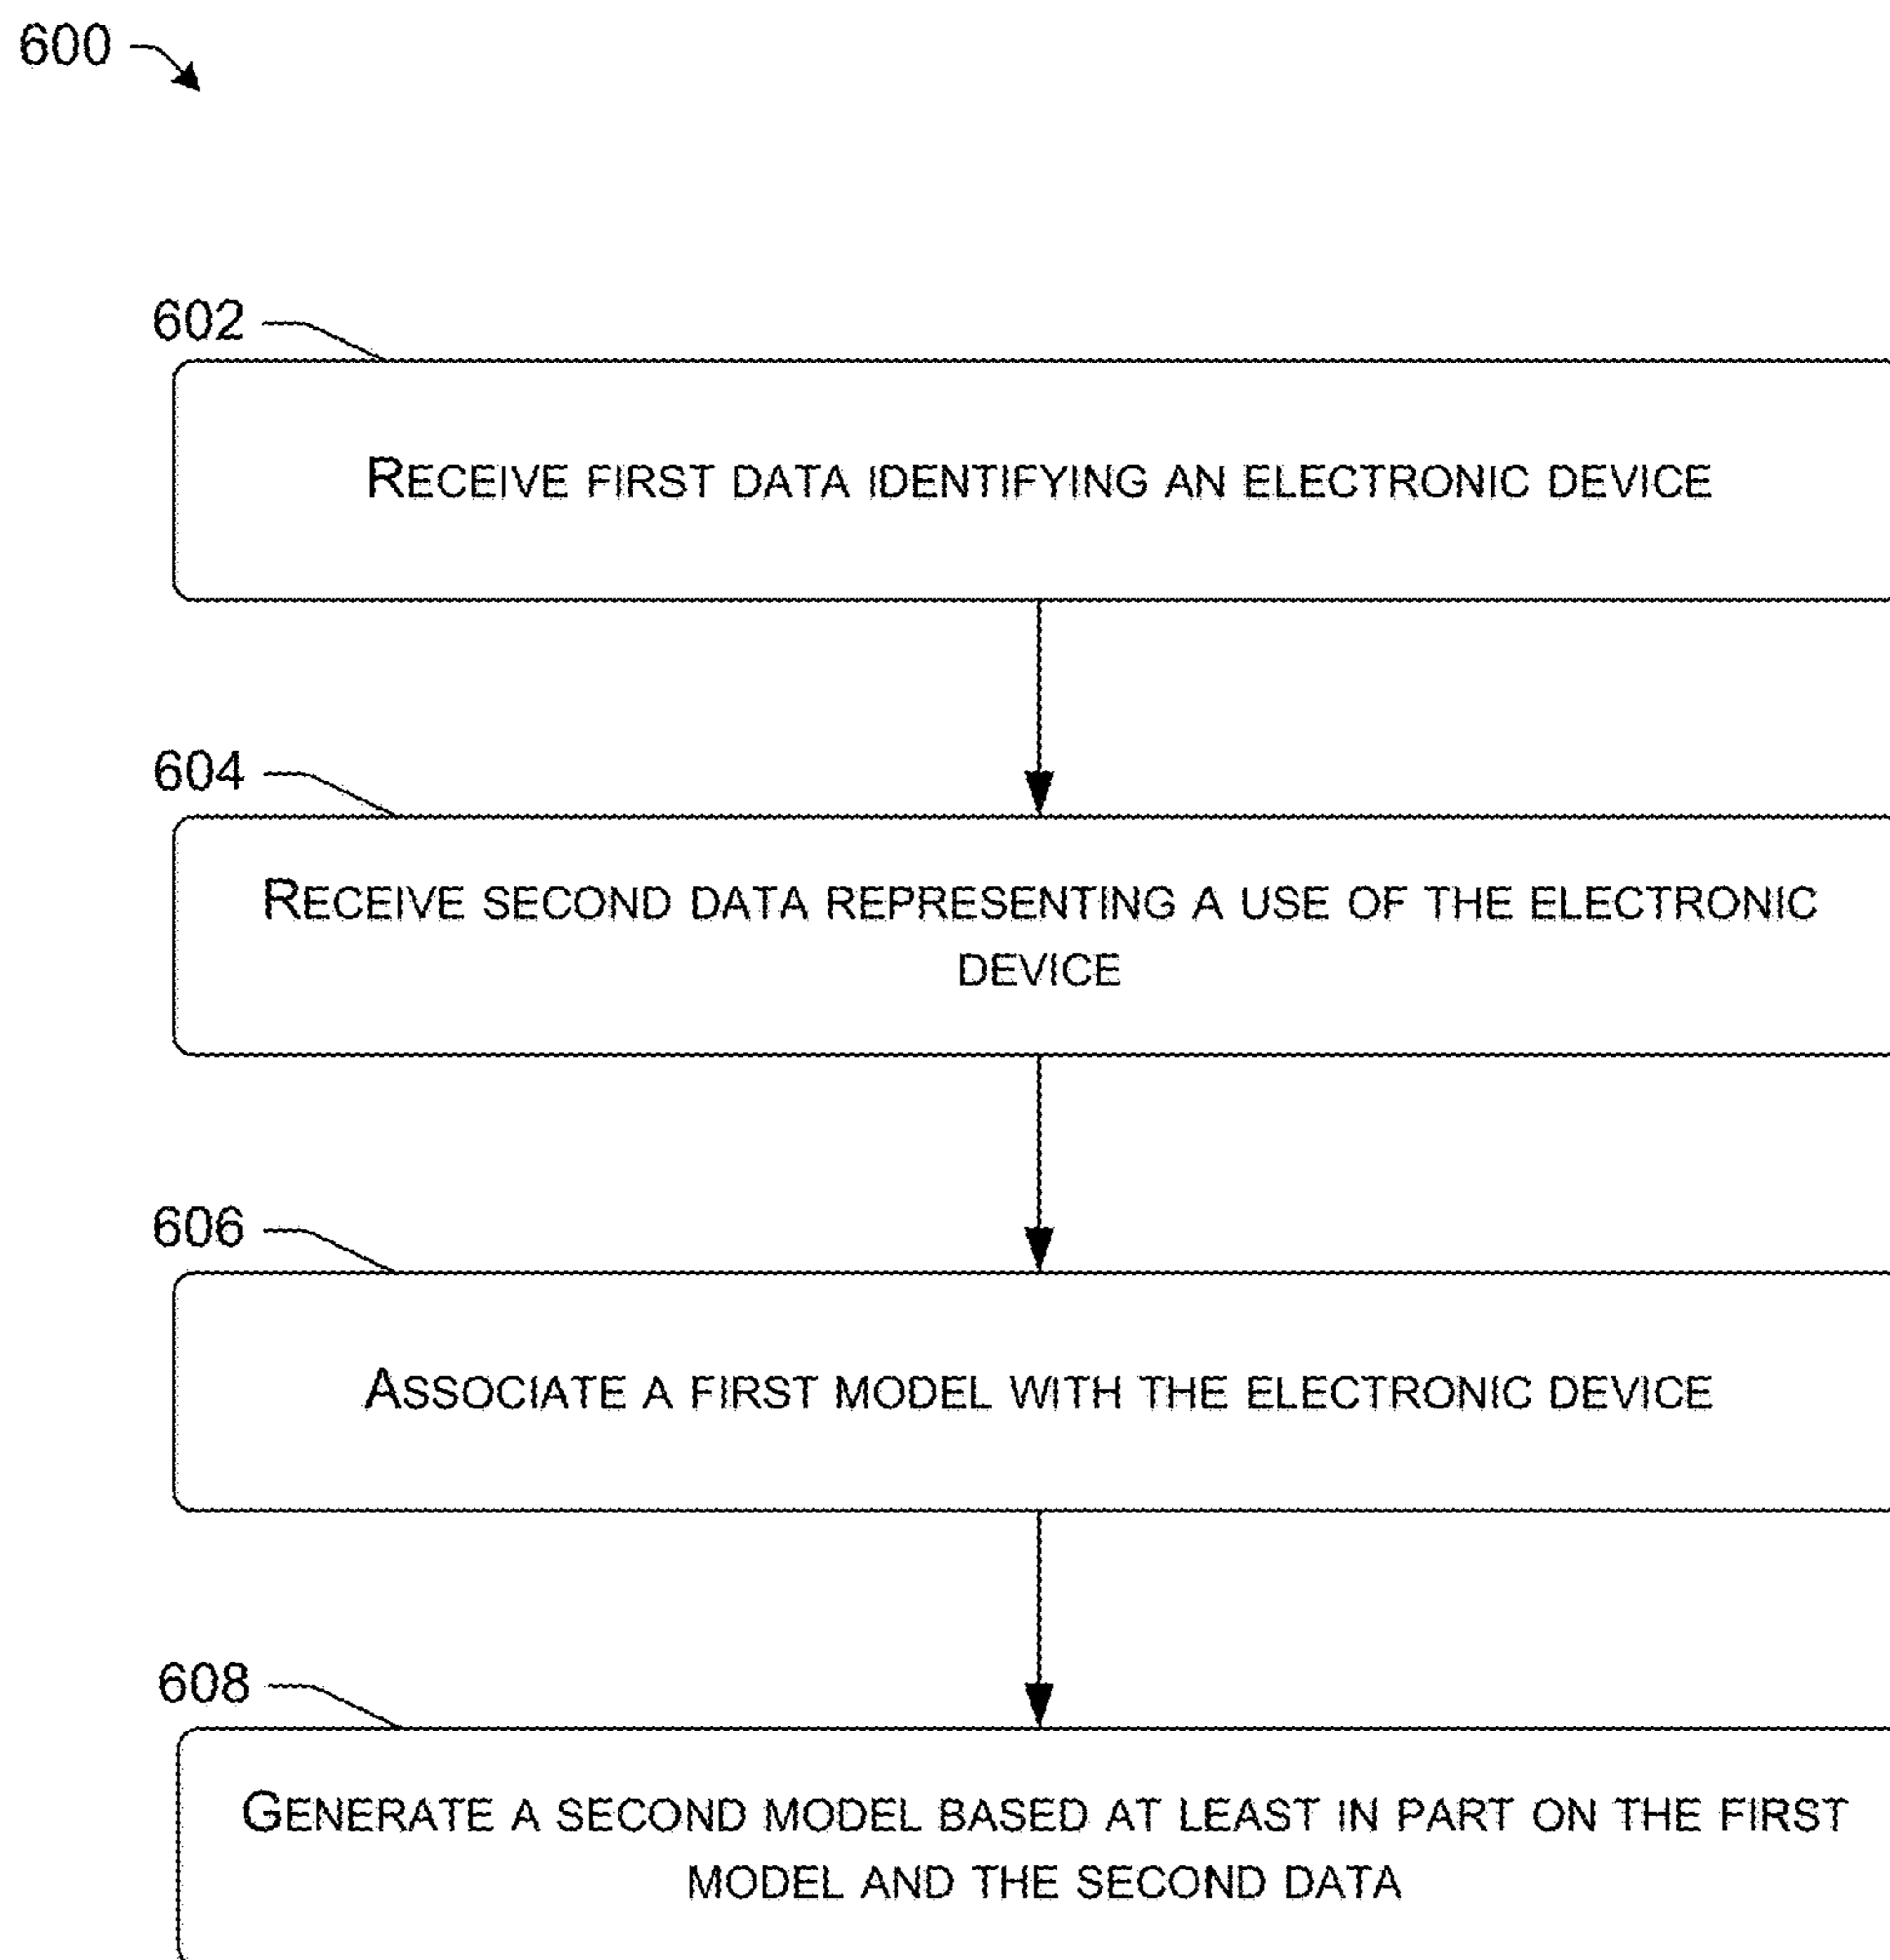 600
602
RECEIVE FIRST DATA IDENTIFYING AN ELECTRONIC DEVICE
604
RECEIVE SECOND DATA REPRESENTING A USE OF THE ELECTRONIC
DEVICE
606
ASSOCIATE A FIRST MODEL WITH THE ELECTRONIC DEVICE
608
GENERATE A SECOND MODEL BASED AT LEAST IN PART ON THE FIRST
MODEL AND THE SECOND DATA